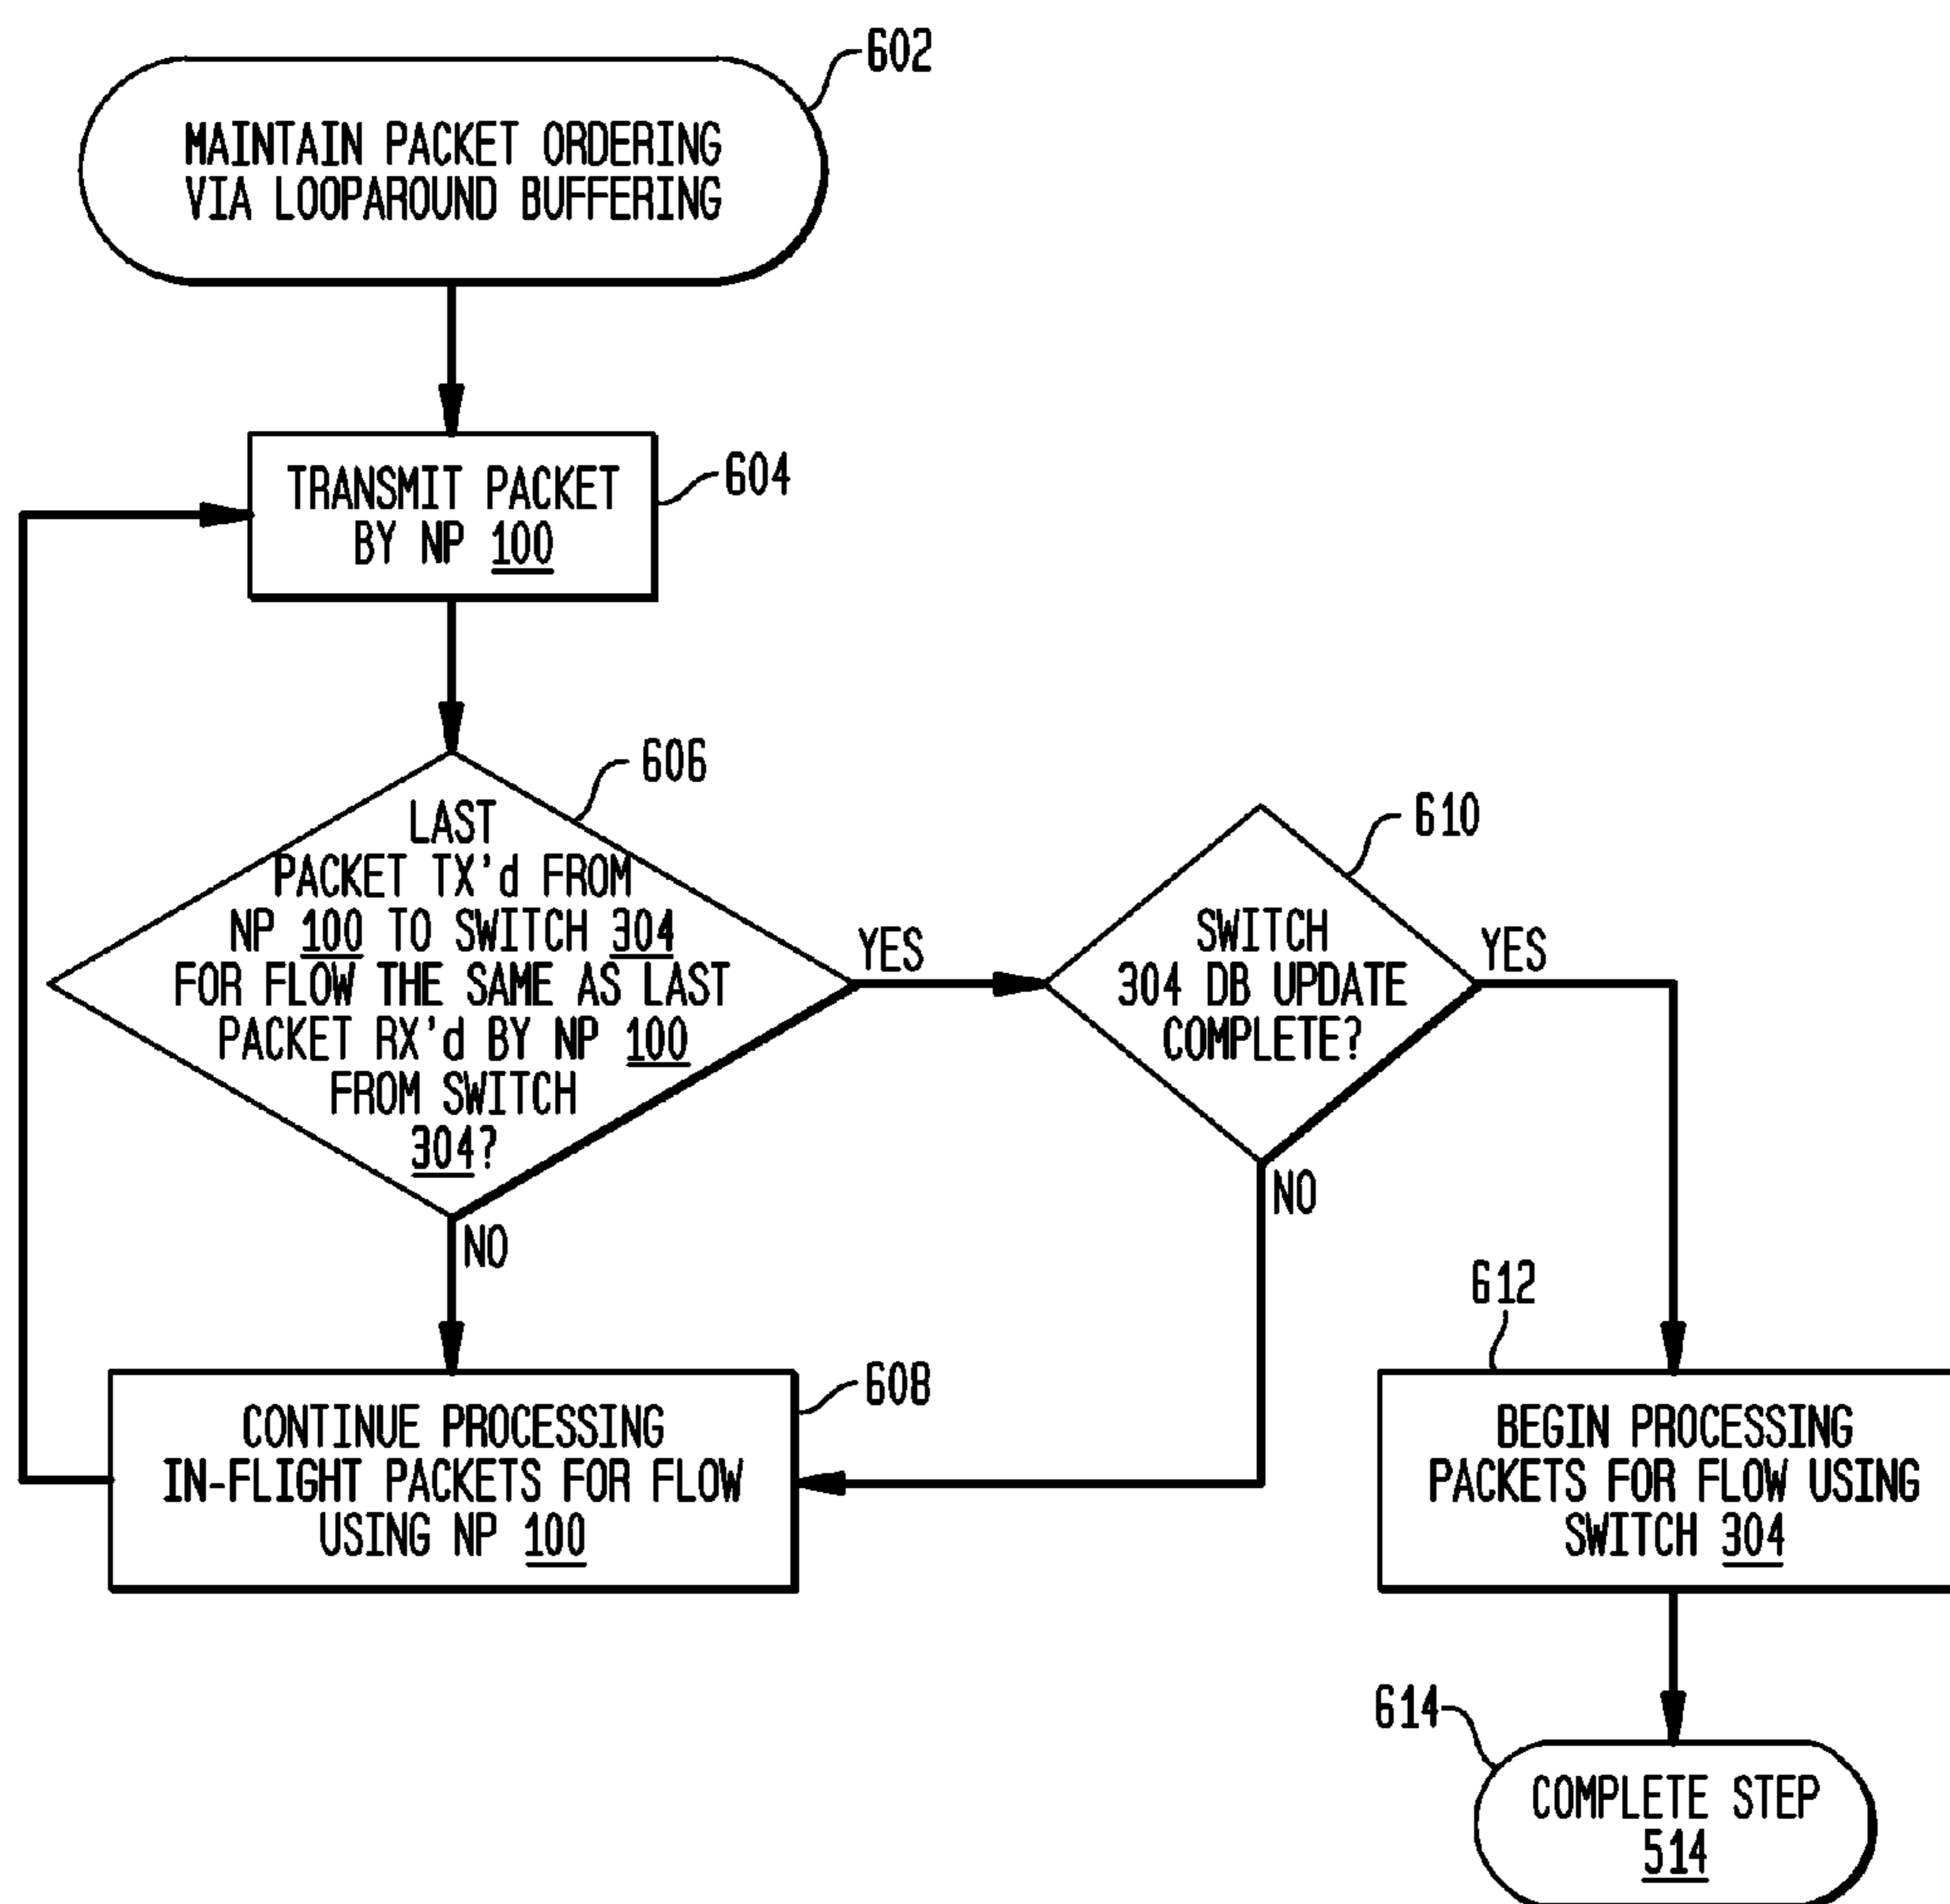 602
MAINTAIN PACKET ORDERING
VIA LOOPAROUND BUFFERING
604
TRANSMIT PACKET
BY NP 100
606
LAST
PACKET TX'd FROM
NP 100 TO SWITCH 304
FOR FLOW THE SAME AS LAST
PACKET RX'd BY NP 100
FROM SWITCH
304?
YES
NO
610
SWITCH
304 DB UPDATE
COMPLETE?
YES
NO
608
CONTINUE PROCESSING
IN-FLIGHT PACKETS FOR FLOW
USING NP 100
612
BEGIN PROCESSING
PACKETS FOR FLOW USING
SWITCH 304
614
COMPLETE STEP
514